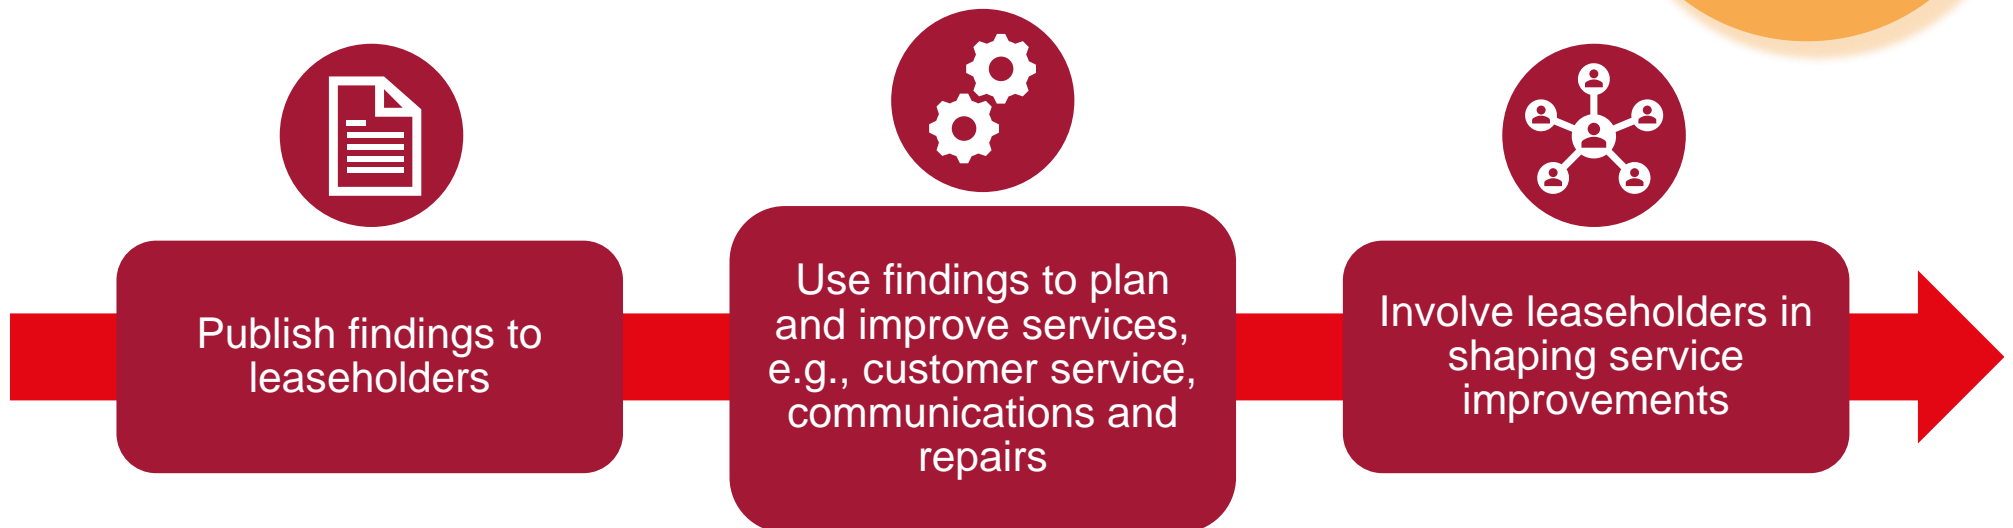 Publish findings to
leaseholders
Use findings to plan
and improve services,
e.g., customer service,
communications and
repairs
Involve leaseholders in
shaping service
improvements